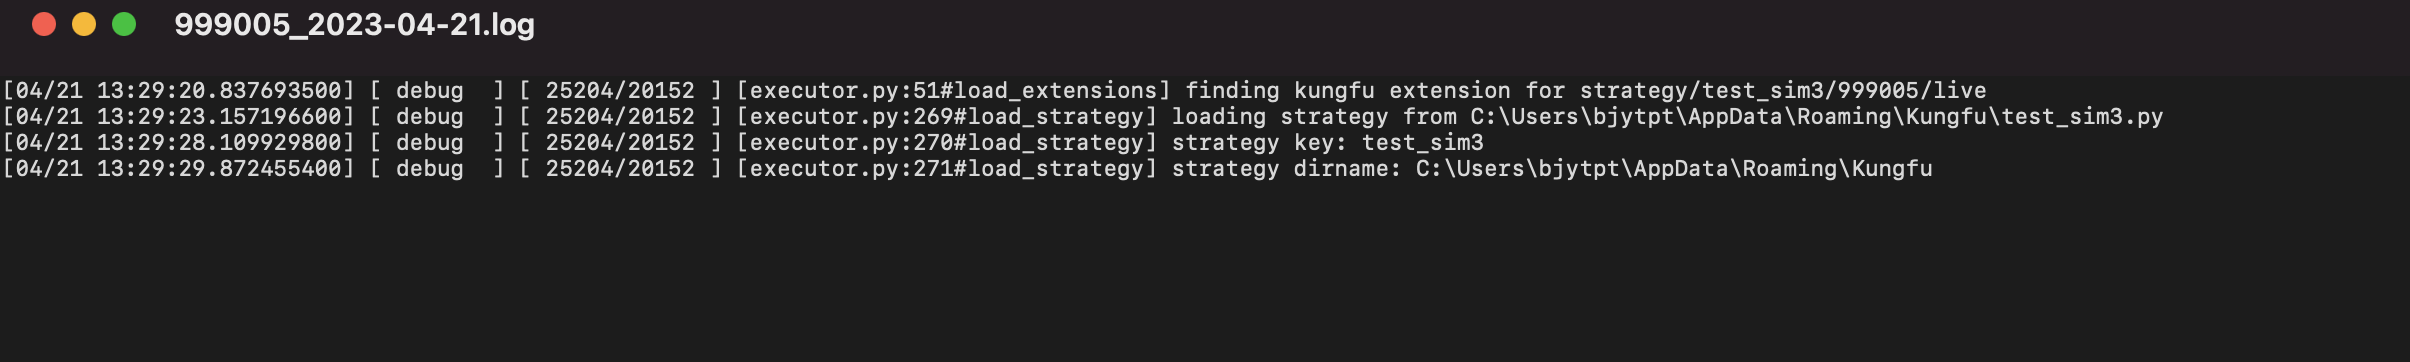 999005_2023-04-21.log
[04/21 13:29:20.837693500] [ debug  ] [ 25204/20152 ] [executor.py:51#load_extensions] finding kungfu extension for strategy/test_sim3/999005/live
[04/21 13:29:23.157196600] [ debug  ] [ 25204/20152 ] [executor.py:269#load_strategy] loading strategy from C:\Users\bjytpt\AppData\Roaming\Kungfu\test_sim3.py
[04/21 13:29:28.109929800] [ debug  ] [ 25204/20152 ] [executor.py:270#load_strategy] strategy key: test_sim3
[04/21 13:29:29.872455400] [ debug  ] [ 25204/20152 ] [executor.py:271#load_strategy] strategy dirname: C:\Users\bjytpt\AppData\Roaming\Kungfu